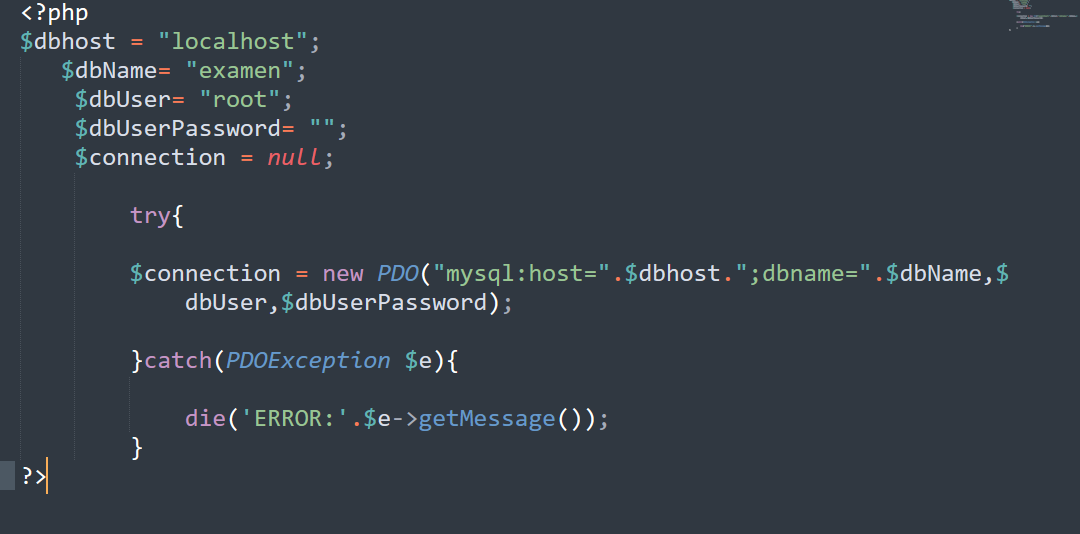 <?php
$dbhost = "localhost";
$dbName= "examen";
$dbUser= "root";
$dbUserPassword= "";
$connection = null;
try{
$connection = new PDO("mysql:host=".$dbhost.";dbname=".$dbName,$
dbUser,$dbUserPassword);
}catch(PDOException $e){
die('ERROR:'.$e->getMessage());
}
?>